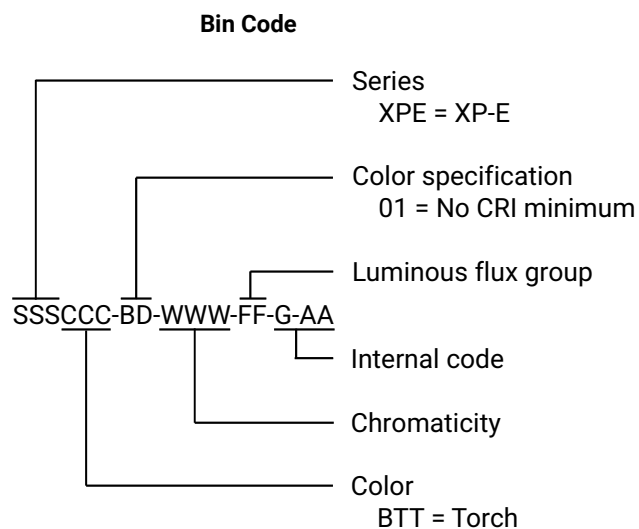 Bin Code
Series
XPE = XP-E
Color specification
01 = No CRI minimum
Luminous flux group
SSSCCC-BD-WWW-FF-G-AA
Internal code
Chromaticity
Color
BTT = Torch